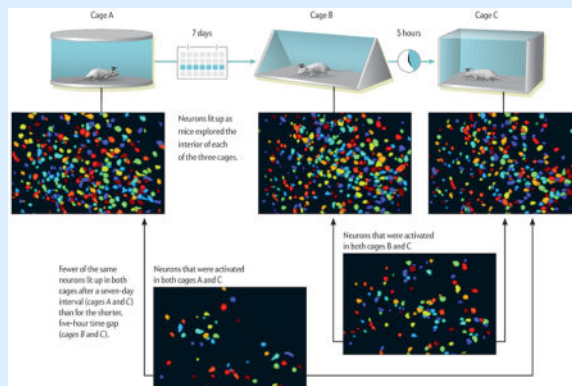 Cage A
7 days
Cage B
5 hours
Cage C
Neurons lit up as
mice explored the
interior of each
of the three cages.
Fewer of the same
neurons lit up in both
cages after a seven-day
interval (cages A and C)
than for the shorter,
five-hour time gap
(cages B and C).
Neurons that were activated
in both cages A and C
Neurons that were activated
in both cages B and C